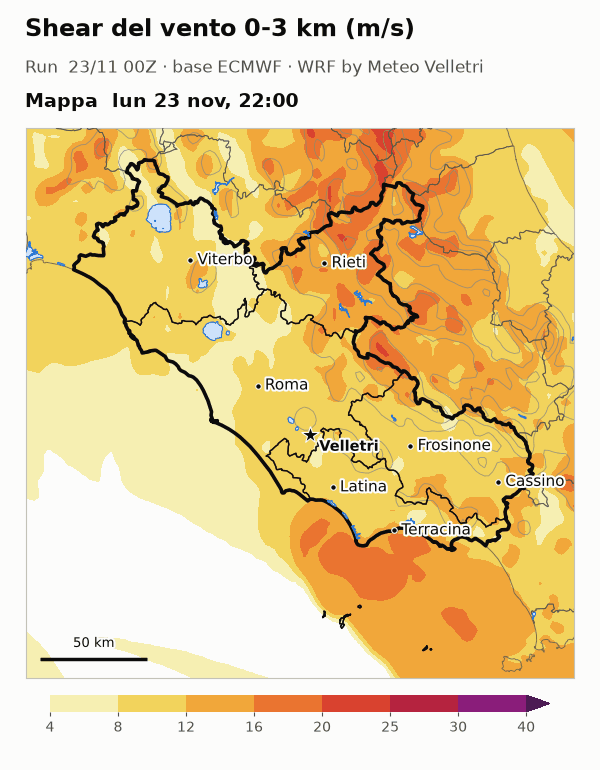 Shear del vento 0-3 km (m/s)
Run  23/11 00Z · base ECMWF · WRF by Meteo Velletri
Mappa  lun 23 nov, 22:00
Viterbo
Rieti
Roma
Velletri
Frosinone
Cassino
Latina
Terracina
50 km
4 8 12 16 20 25 30 40